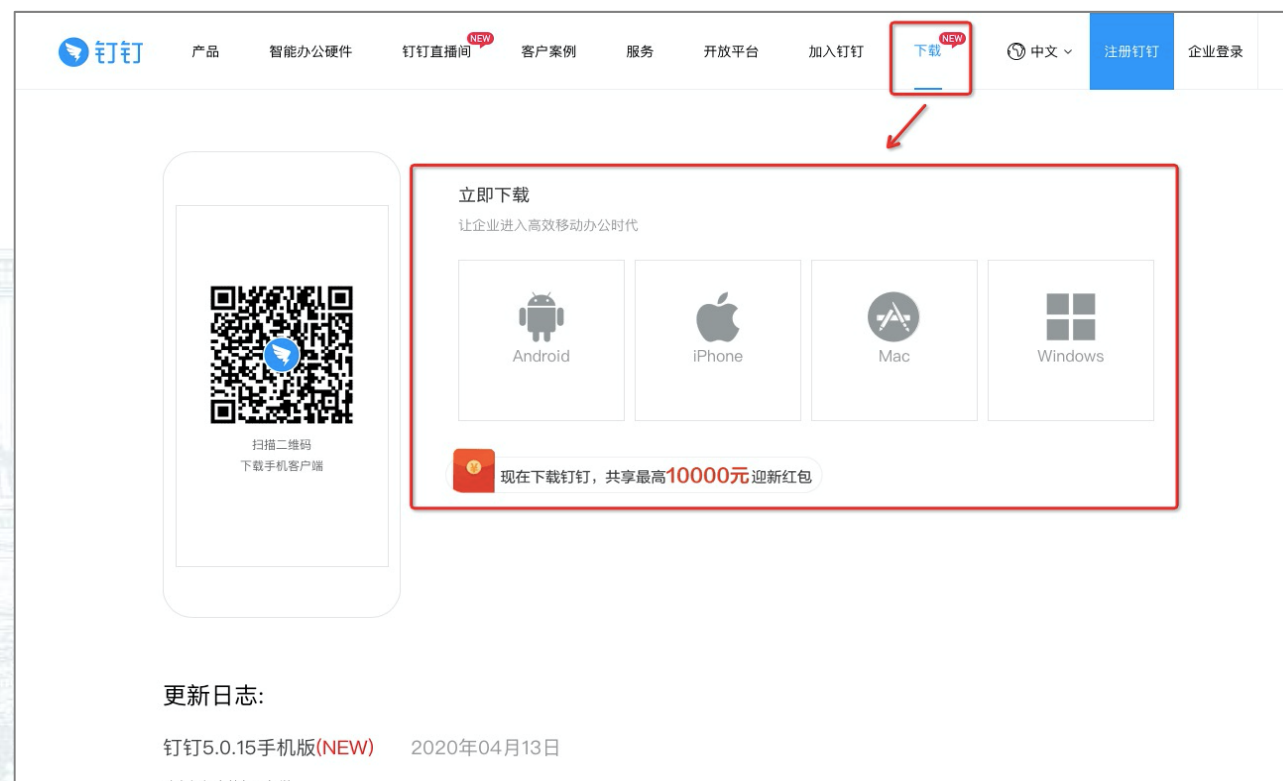 钉钉 产品 智能办公硬件 钉钉直播间 NEW 客户案例 服务 开放平台 加入钉钉 下载 NEW 中文 注册钉钉 企业登录
立即下载
让企业进入高效移动办公时代
Android iPhone Mac Windows
扫描二维码
下载手机客户端
现在下载钉钉，共享最高10000元迎新红包
更新日志:
钉钉5.0.15手机版(NEW) 2020年04月13日